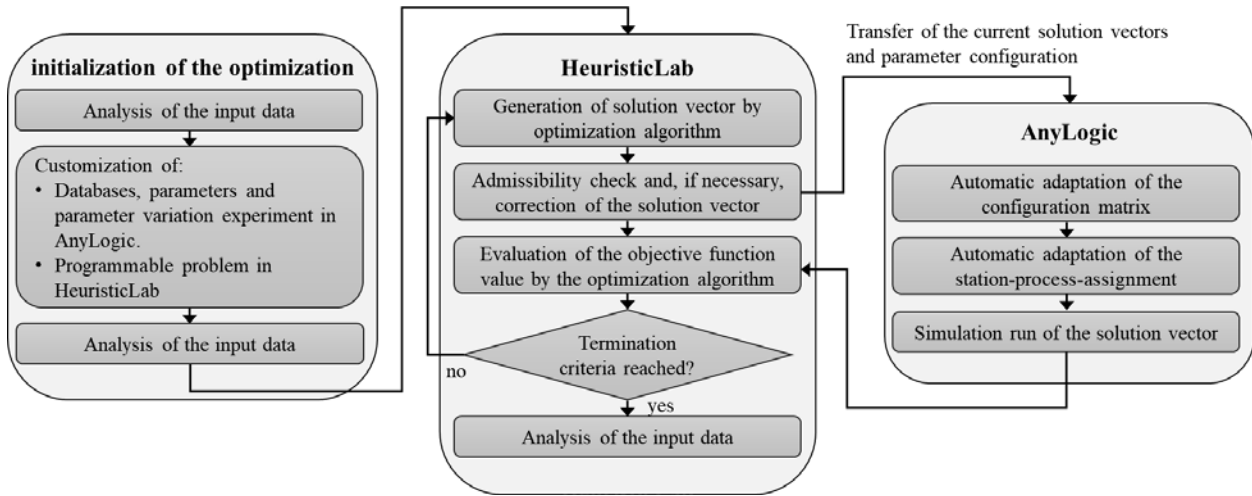 initialization of the optimization
Analysis of the input data
Customization of:
• Databases, parameters and
parameter variation experiment in
AnyLogic.
• Programmable problem in
HeuristicLab
Analysis of the input data
HeuristicLab
Generation of solution vector by
optimization algorithm
Admissibility check and, if necessary,
correction of the solution vector
Evaluation of the objective function
value by the optimization algorithm
Termination
criteria reached?
no
yes
Analysis of the input data
Transfer of the current solution vectors
and parameter configuration
AnyLogic
Automatic adaptation of the
configuration matrix
Automatic adaptation of the
station-process-assignment
Simulation run of the solution vector